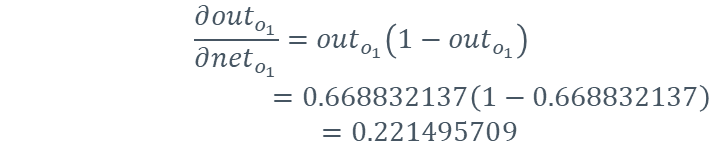 ∂out_{o_1} / ∂net_{o_1} = out_{o_1}(1 − out_{o_1})
= 0.668832137(1 − 0.668832137)
= 0.221495709